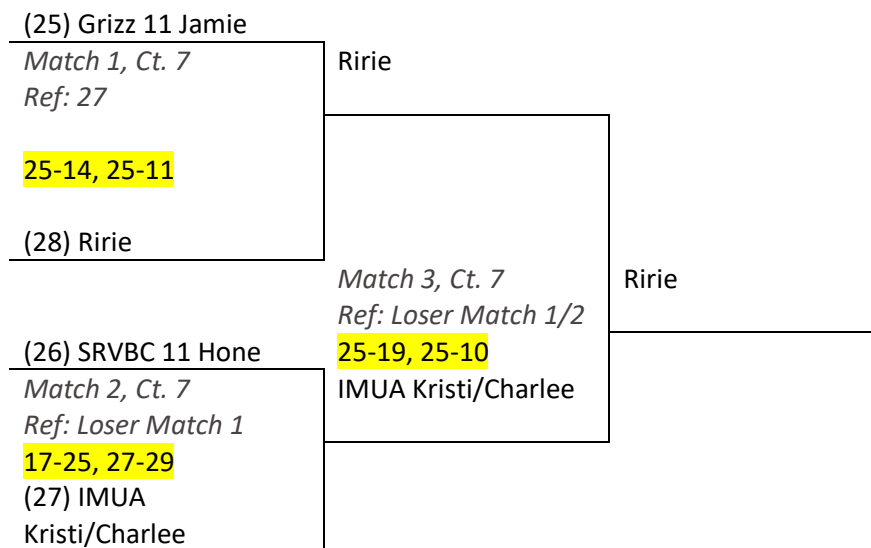 (25) Grizz 11 Jamie
Match 1, Ct. 7
Ref: 27
25-14, 25-11
(28) Ririe
Ririe
(26) SRVBC 11 Hone
Match 2, Ct. 7
Ref: Loser Match 1
17-25, 27-29
(27) IMUA
Kristi/Charlee
Match 3, Ct. 7
Ref: Loser Match 1/2
25-19, 25-10
IMUA Kristi/Charlee
Ririe